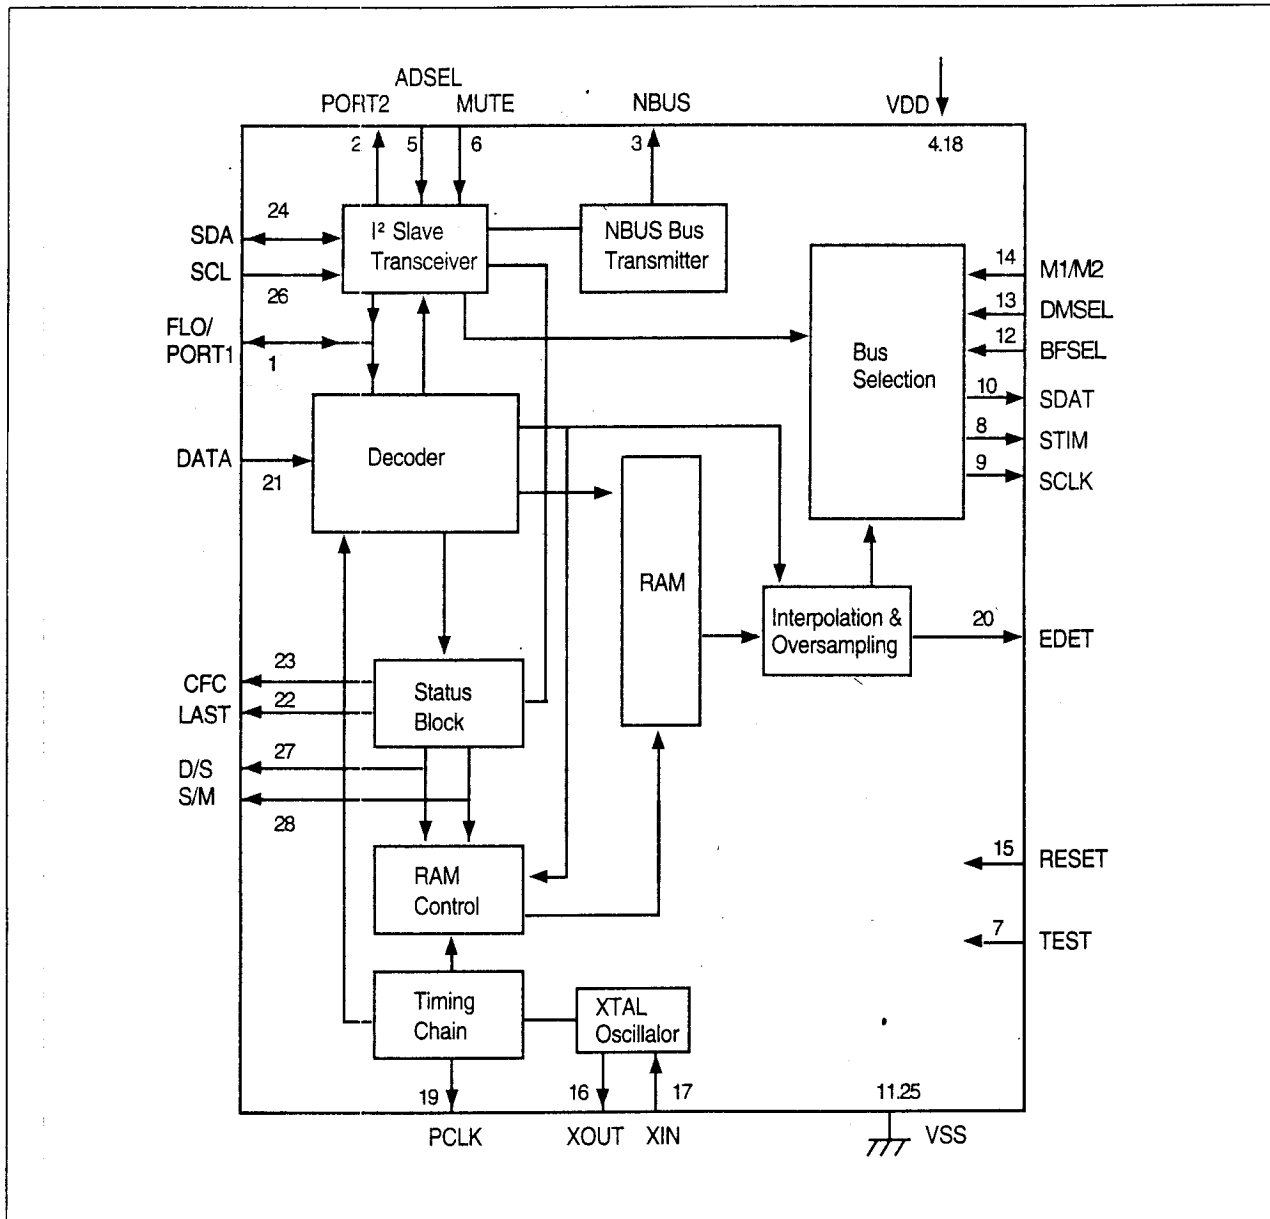 ADSEL
PORT2 MUTE NBUS VDD
2 5 6 3 4.18
24
SDA
SCL
26
I² Slave
Transceiver
NBUS Bus
Transmitter
14 M1/M2
13 DMSEL
12 BFSEL
10 SDAT
8 STIM
9 SCLK
Bus
Selection
FLO/
PORT1
1
DATA
21
Decoder
RAM
Interpolation &
Oversampling
20
EDET
23
CFC
22
LAST
27
D/S
S/M
28
Status
Block
RAM
Control
15
RESET
7
TEST
Timing
Chain
XTAL
Oscillalor
19 16 17 11.25
PCLK XOUT XIN VSS